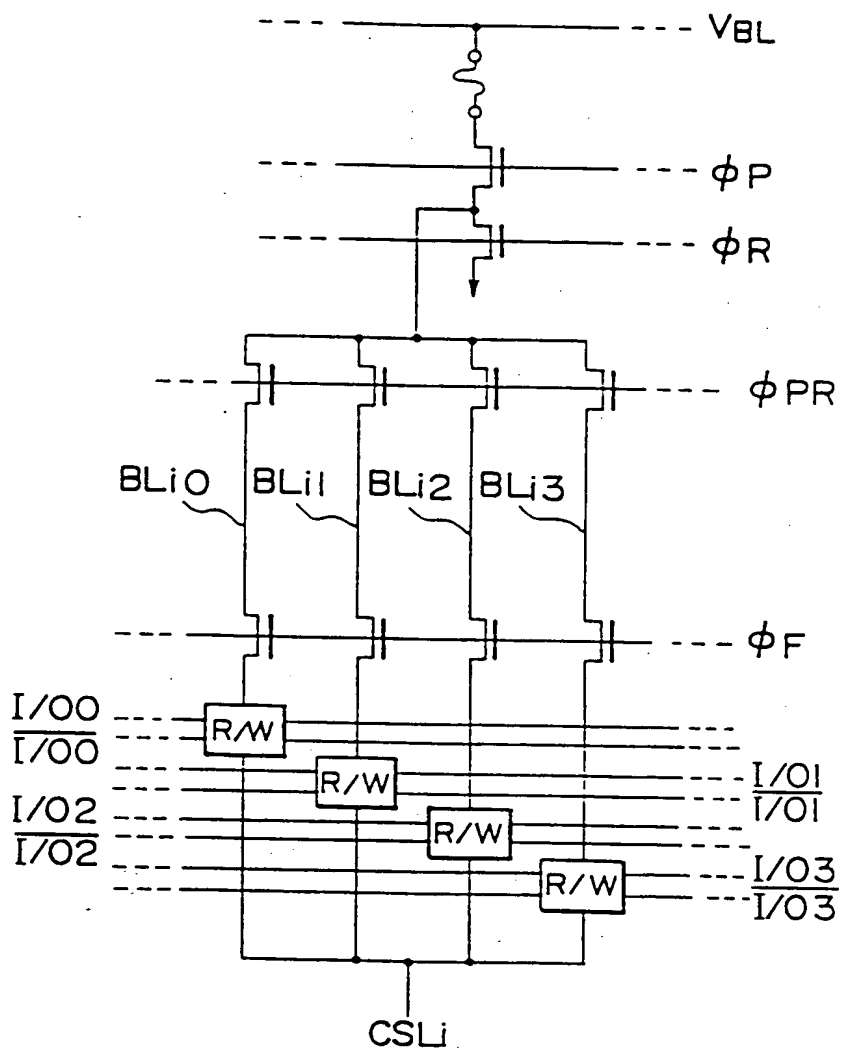 VBL
ϕP
ϕR
ϕPR
BLi0 BLi1 BLi2 BLi3
ϕF
I/O0
I/O0
R/W
I/O1
I/O1
R/W
I/O2
I/O2
R/W
I/O3
I/O3
R/W
CSLi